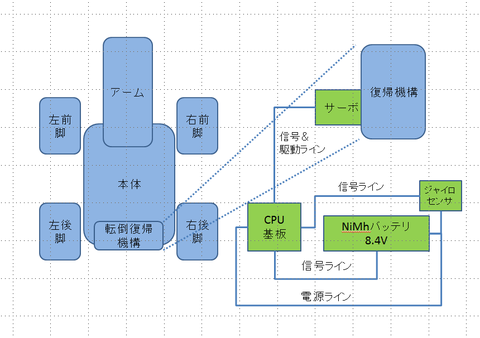 アーム
左前
脚
右前
脚
本体
左後
脚
転倒復帰
機構
右後
脚
復帰機構
サーボ
信号＆
駆動ライン
信号ライン
ジャイロ
センサ
CPU
基板
NiMhバッテリ
8.4V
信号ライン
電源ライン